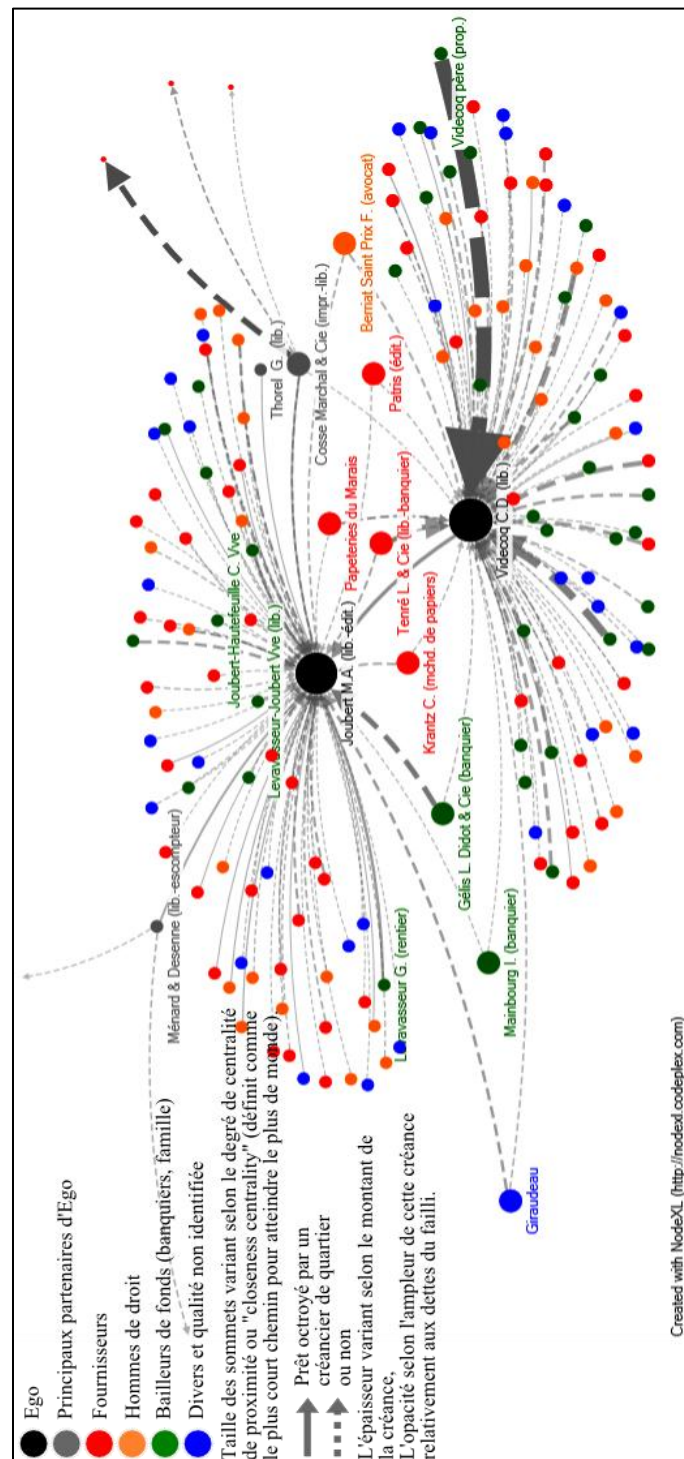 Ego
Principaux partenaires d'Ego
Fournisseurs
Hommes de droit
Bailleurs de fonds (banquiers, famille)
Divers et qualité non identifiée
Taille des sommets variant selon le degré de centralité
de proximité ou "closeness centrality" (définit comme
le plus court chemin pour atteindre le plus de monde)
Prêt octroyé par un
créancier de quartier
ou non
L'épaisseur variant selon le montant de
la créance,
L'opacité selon l'ampleur de cette créance
relativement aux dettes du failli.
Ménard & Desenne (lib.-escompteur)
Joubert-Hautefeuille C. Vve
Levavasseur-Joubert Vve (lib.)
Thorel G. (lib.)
Cosse Marchal & Cie (impr.-lib.)
Joubert M.A. (lib.-édit.)
Bernat Saint Prix F. (avocat)
Patris (édit.)
Papeteries du Marais
Tenré L. & Cie (lib.-banquier)
Krantz C. (mchd. de papiers)
Levavasseur G. (rentier)
Gélis L. Didot & Cie (banquier)
Mainbourg I. (banquier)
Videcoq père (prop.)
Videcoq C.D. (lib.)
Giraudeau
Created with NodeXL (http://nodexl.codeplex.com)